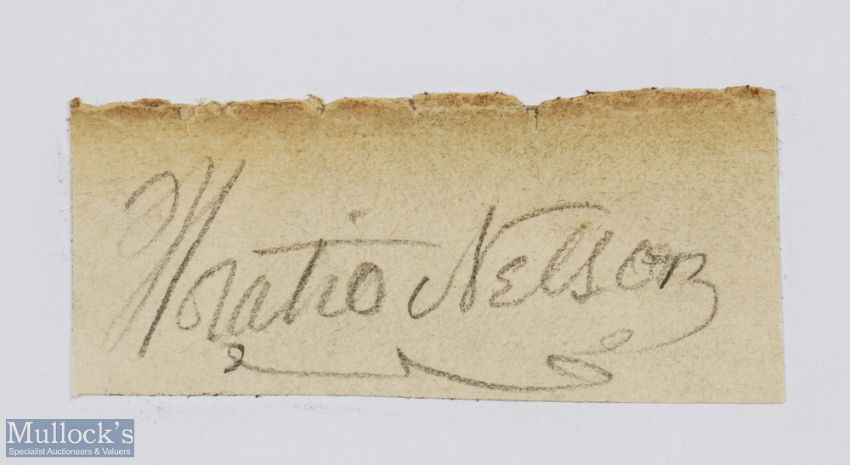 Horatio Nelson
Mullock's
Specialist Auctioneers & Valuers